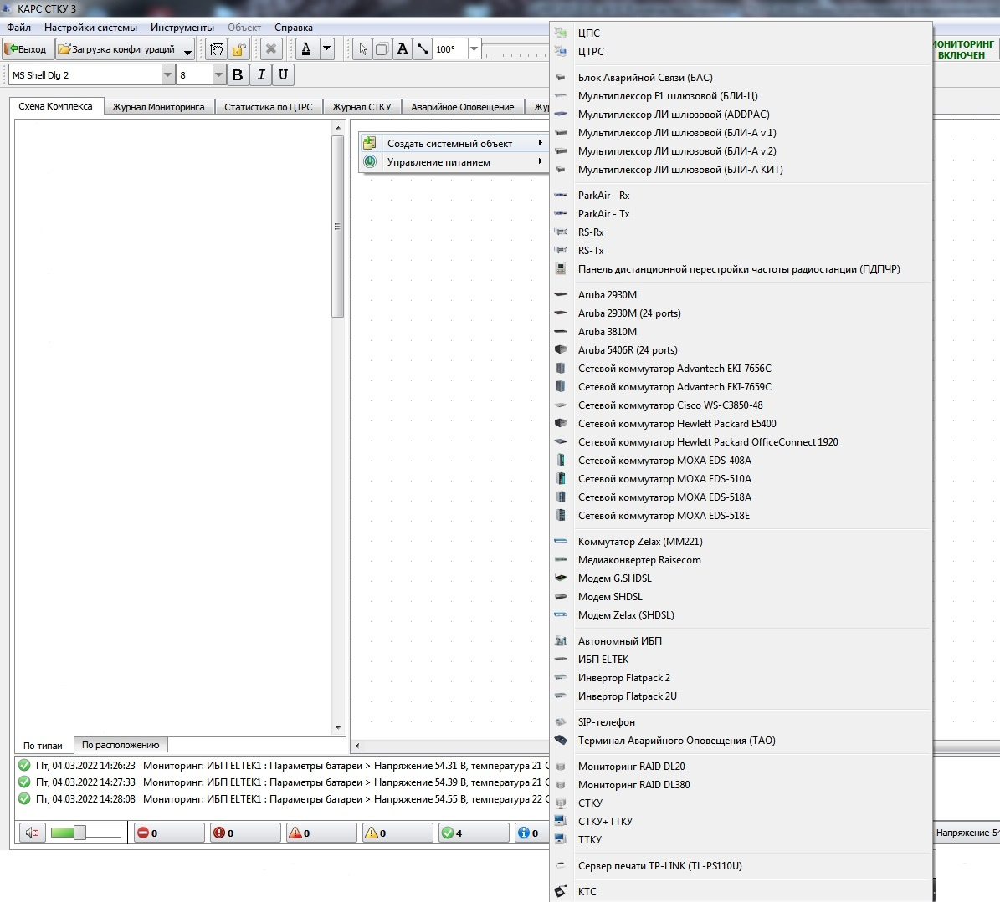 КАРС СТКУ 3
Файл Настройки системы Инструменты Объект Справка
Выход Загрузка конфигураций 100%
МОНИТОРИНГ
ВКЛЮЧЕН
MS Shell Dlg 2 8 B I U
Схема Комплекса Журнал Мониторинга Статистика по ЦТРС Журнал СТКУ Аварийное Оповещение Жу
Создать системный объект
Управление питанием
ЦПС
ЦТРС
Блок Аварийной Связи (БАС)
Мультиплексор E1 шлюзовой (БЛИ-Ц)
Мультиплексор ЛИ шлюзовой (ADDPAC)
Мультиплексор ЛИ шлюзовой (БЛИ-А v.1)
Мультиплексор ЛИ шлюзовой (БЛИ-А v.2)
Мультиплексор ЛИ шлюзовой (БЛИ-А КИТ)
ParkAir - Rx
ParkAir - Tx
RS-Rx
RS-Tx
Панель дистанционной перестройки частоты радиостанции (ПДПЧР)
Aruba 2930M
Aruba 2930M (24 ports)
Aruba 3810M
Aruba 5406R (24 ports)
Сетевой коммутатор Advantech EKI-7656C
Сетевой коммутатор Advantech EKI-7659C
Сетевой коммутатор Cisco WS-C3850-48
Сетевой коммутатор Hewlett Packard E5400
Сетевой коммутатор Hewlett Packard OfficeConnect 1920
Сетевой коммутатор MOXA EDS-408A
Сетевой коммутатор MOXA EDS-510A
Сетевой коммутатор MOXA EDS-518A
Сетевой коммутатор MOXA EDS-518E
Коммутатор Zelax (MM221)
Медиаконвертер Raisecom
Модем G.SHDSL
Модем SHDSL
Модем Zelax (SHDSL)
Автономный ИБП
ИБП ELTEK
Инвертор Flatpack 2
Инвертор Flatpack 2U
SIP-телефон
Терминал Аварийного Оповещения (ТАО)
Мониторинг RAID DL20
Мониторинг RAID DL380
СТКУ
СТКУ+ТТКУ
ТТКУ
Сервер печати TP-LINK (TL-PS110U)
КТС
По типам По расположению
Пт, 04.03.2022 14:26:23 Мониторинг: ИБП ELTEK1 : Параметры батареи > Напряжение 54.31 В, температура 21 С
Пт, 04.03.2022 14:27:33 Мониторинг: ИБП ELTEK1 : Параметры батареи > Напряжение 54.39 В, температура 21 С
Пт, 04.03.2022 14:28:08 Мониторинг: ИБП ELTEK1 : Параметры батареи > Напряжение 54.55 В, температура 22 С
0 0 0 0 4 0 Напряжение 54